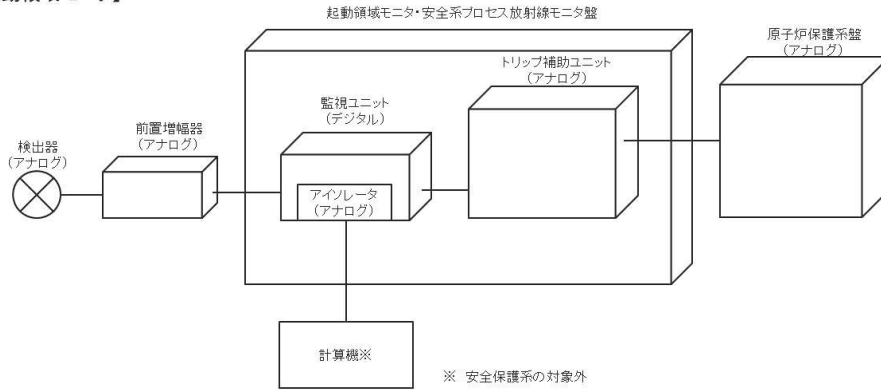 起動領域モニタ・安全系プロセス放射線モニタ盤
原子炉保護系盤
(アナログ)
トリップ補助ユニット
(アナログ)
監視ユニット
(デジタル)
前置増幅器
(アナログ)
検出器
(アナログ)
アイソレータ
(アナログ)
計算機※
※ 安全保護系の対象外